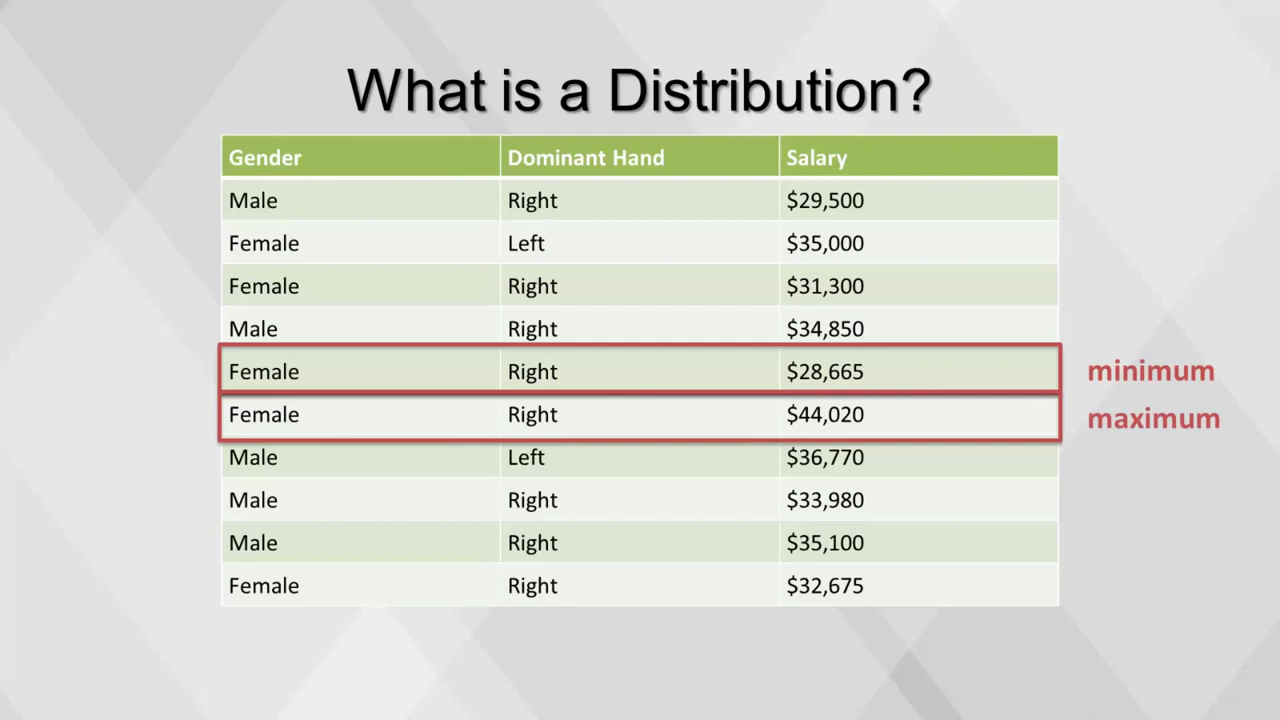 What is a Distribution?
Gender Dominant Hand Salary
Male Right $29,500
Female Left $35,000
Female Right $31,300
Male Right $34,850
Female Right $28,665 minimum
Female Right $44,020 maximum
Male Left $36,770
Male Right $33,980
Male Right $35,100
Female Right $32,675